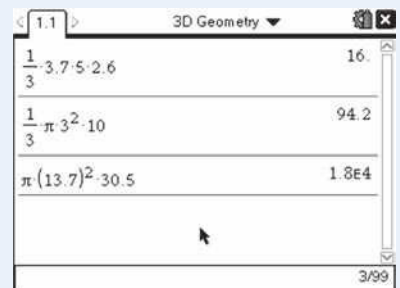 1.1 3D Geometry
1/3·3.7·5·2.6 16.
1/3·π·3²·10 94.2
π·(13.7)²·30.5 1.8E4
3/99